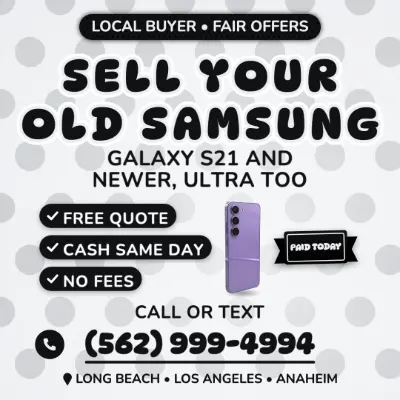 LOCAL BUYER • FAIR OFFERS
SELL YOUR
OLD SAMSUNG
GALAXY S21 AND
NEWER, ULTRA TOO
FREE QUOTE
CASH SAME DAY
NO FEES
PAID TODAY
CALL OR TEXT
(562) 999-4994
LONG BEACH • LOS ANGELES • ANAHEIM